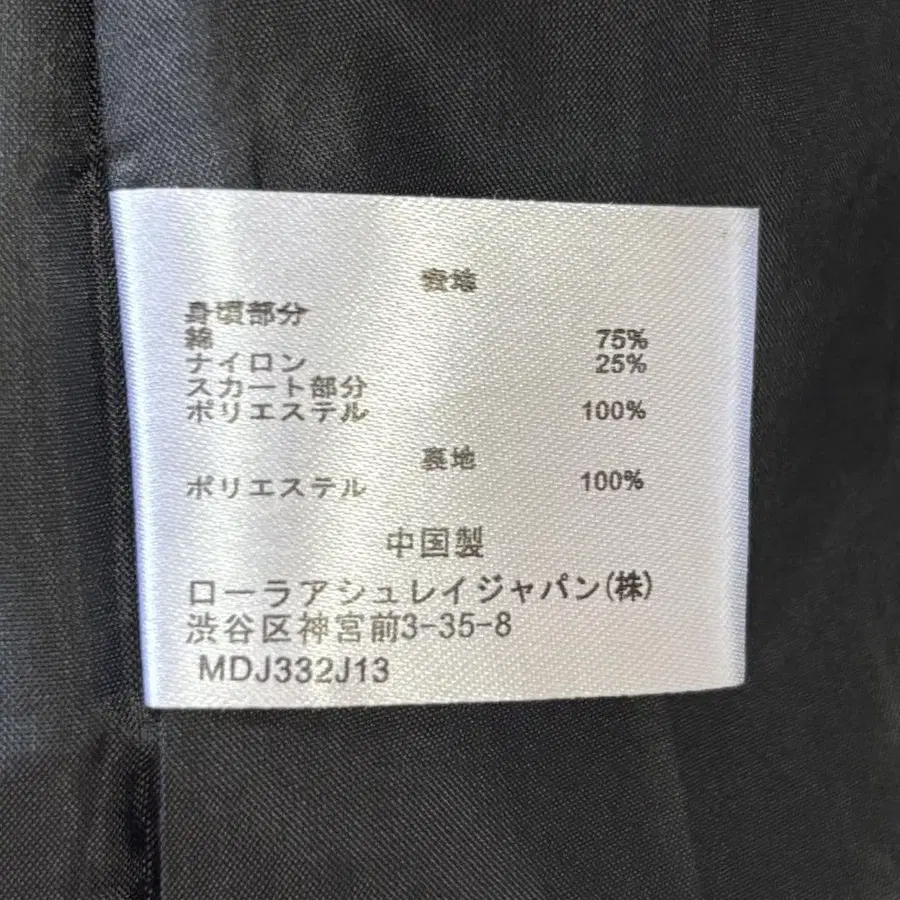 表地
身頃部分
綿 75%
ナイロン 25%
スカート部分
ポリエステル 100%
裏地
ポリエステル 100%
中国製
ローラアシュレイジャパン(株)
渋谷区神宮前3-35-8
MDJ332J13